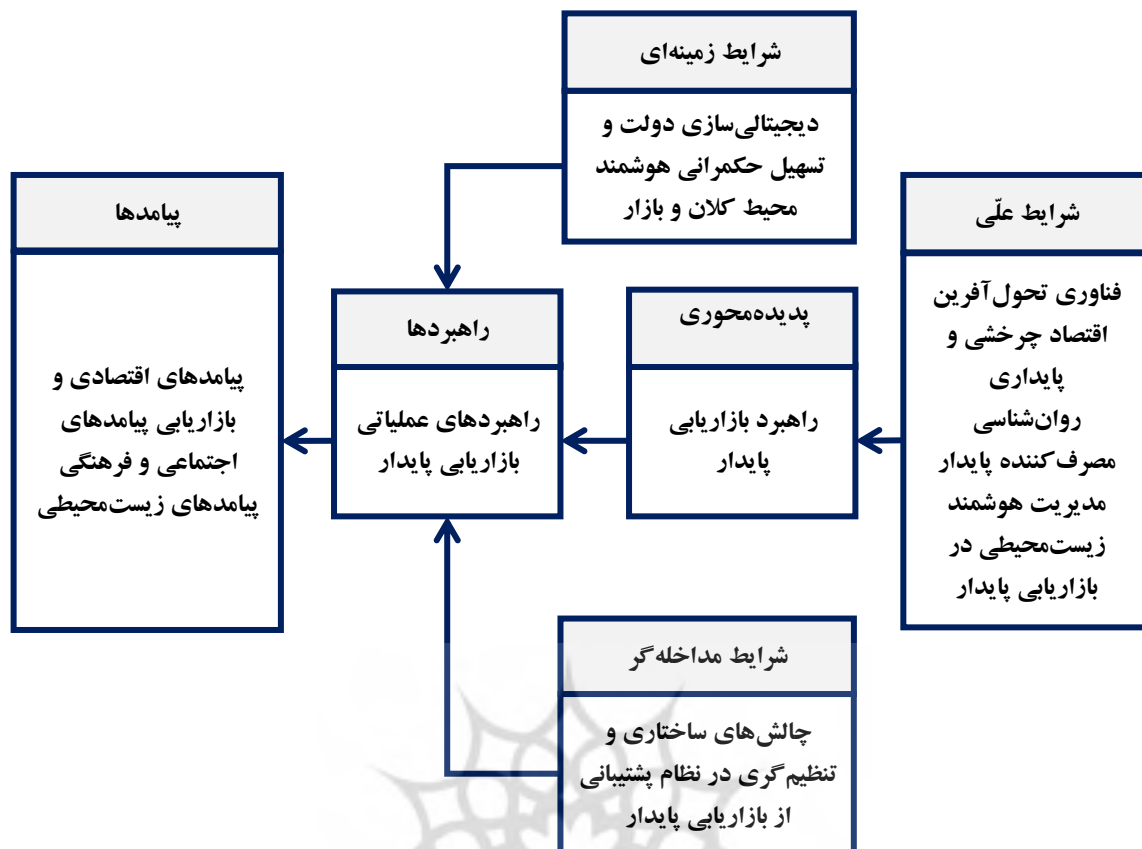 شرایط زمینه‌ای
دیجیتالی‌سازی دولت و
تسهیل حکمرانی هوشمند
محیط کلان و بازار
شرایط علّی
فناوری تحول‌آفرین
اقتصاد چرخشی و
پایداری
روان‌شناسی
مصرف‌کننده پایدار
مدیریت هوشمند
زیست‌محیطی در
بازاریابی پایدار
پدیده‌محوری
راهبرد بازاریابی
پایدار
راهبردها
راهبردهای عملیاتی
بازاریابی پایدار
پیامدها
پیامدهای اقتصادی و
بازاریابی پیامدهای
اجتماعی و فرهنگی
پیامدهای زیست‌محیطی
شرایط مداخله‌گر
چالش‌های ساختاری و
تنظیم‌گری در نظام پشتیبانی
از بازاریابی پایدار